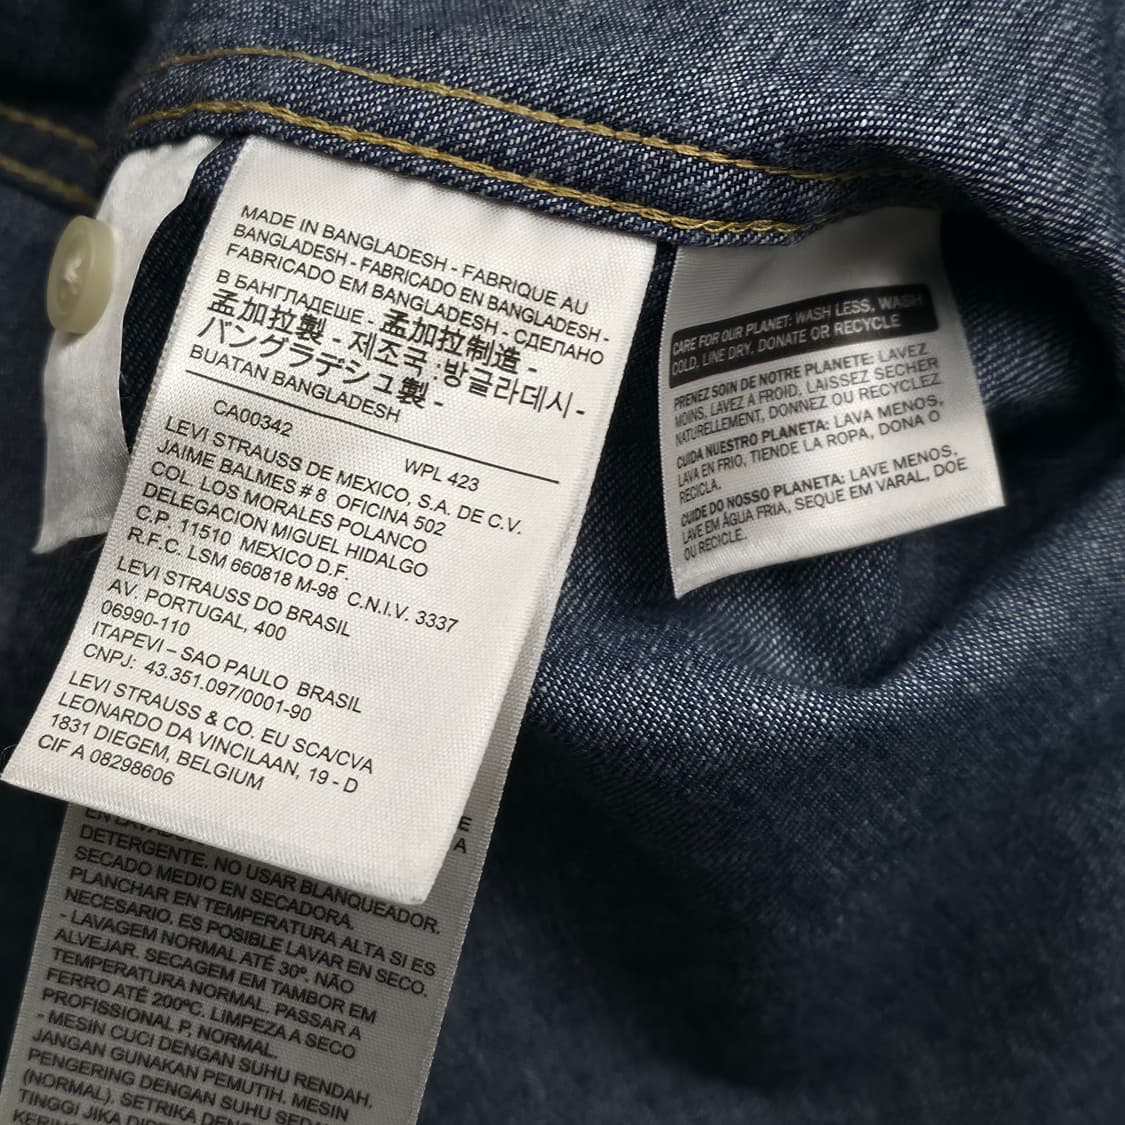 MADE IN BANGLADESH - FABRIQUE AU
BANGLADESH - FABRICADO EN BANGLADESH -
FABRICADO EM BANGLADESH - СДЕЛАНО
В БАНГЛАДЕШЕ - 孟加拉制造 -
孟加拉製 - 제조국 :방글라데시 -
バングラデシュ製 -
BUATAN BANGLADESH
CA00342
WPL 423
LEVI STRAUSS DE MEXICO, S.A. DE C.V.
JAIME BALMES # 8 OFICINA 502
COL. LOS MORALES POLANCO
DELEGACION MIGUEL HIDALGO
C.P. 11510 MEXICO D.F.
R.F.C. LSM 660818 M-98 C.N.I.V. 3337
LEVI STRAUSS DO BRASIL
AV. PORTUGAL, 400
06990-110
ITAPEVI – SAO PAULO BRASIL
CNPJ: 43.351.097/0001-90
LEVI STRAUSS & CO. EU SCA/CVA
LEONARDO DA VINCILAAN, 19 - D
1831 DIEGEM, BELGIUM
CIF A 08298606
CARE FOR OUR PLANET: WASH LESS, WASH
COLD, LINE DRY, DONATE OR RECYCLE
PRENEZ SOIN DE NOTRE PLANETE: LAVEZ
MOINS, LAVEZ A FROID, LAISSEZ SECHER
NATURELLEMENT, DONNEZ OU RECYCLEZ
CUIDA NUESTRO PLANETA: LAVA MENOS,
LAVA EN FRIO, TIENDE LA ROPA, DONA O
RECICLA.
CUIDE DO NOSSO PLANETA: LAVE MENOS,
LAVE EM ÁGUA FRIA, SEQUE EM VARAL, DOE
OU RECICLE.
DETERGENTE. NO USAR BLANQUEADOR.
SECADO MEDIO EN SECADORA.
PLANCHAR EN TEMPERATURA ALTA SI ES
NECESARIO. ES POSIBLE LAVAR EN SECO.
- LAVAGEM NORMAL ATÉ 30º. NÃO
ALVEJAR. SECAGEM EM TAMBOR EM
TEMPERATURA NORMAL. PASSAR A
FERRO ATÉ 200ºC. LIMPEZA A SECO
PROFISSIONAL P, NORMAL.
- MESIN CUCI DENGAN SUHU RENDAH.
JANGAN GUNAKAN PEMUTIH. MESIN
PENGERING DENGAN SUHU SEDANG
(NORMAL). SETRIKA DENGAN
TINGGI JIKA